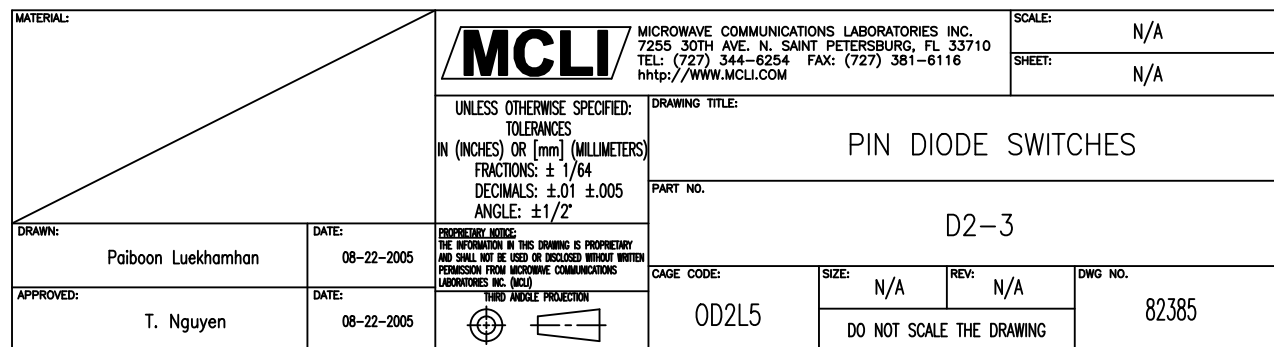 MATERIAL:
MCLI
MICROWAVE COMMUNICATIONS LABORATORIES INC.
7255 30TH AVE. N. SAINT PETERSBURG, FL 33710
TEL: (727) 344-6254 FAX: (727) 381-6116
hhtp://WWW.MCLI.COM
SCALE:
N/A
SHEET:
N/A
UNLESS OTHERWISE SPECIFIED:
TOLERANCES
IN (INCHES) OR [mm] (MILLIMETERS)
FRACTIONS: ± 1/64
DECIMALS: ±.01 ±.005
ANGLE: ±1/2°
DRAWING TITLE:
PIN DIODE SWITCHES
PART NO.
D2-3
DRAWN:
Paiboon Luekhamhan
DATE:
08-22-2005
PROPRIETARY NOTICE:
THE INFORMATION IN THIS DRAWING IS PROPRIETARY
AND SHALL NOT BE USED OR DISCLOSED WITHOUT WRITTEN
PERMISSION FROM MICROWAVE COMMUNICATIONS
LABORATORIES INC. (MCLI)
APPROVED:
T. Nguyen
DATE:
08-22-2005
THIRD ANDGLE PROJECTION
CAGE CODE:
OD2L5
SIZE:
N/A
REV:
N/A
DO NOT SCALE THE DRAWING
DWG NO.
82385